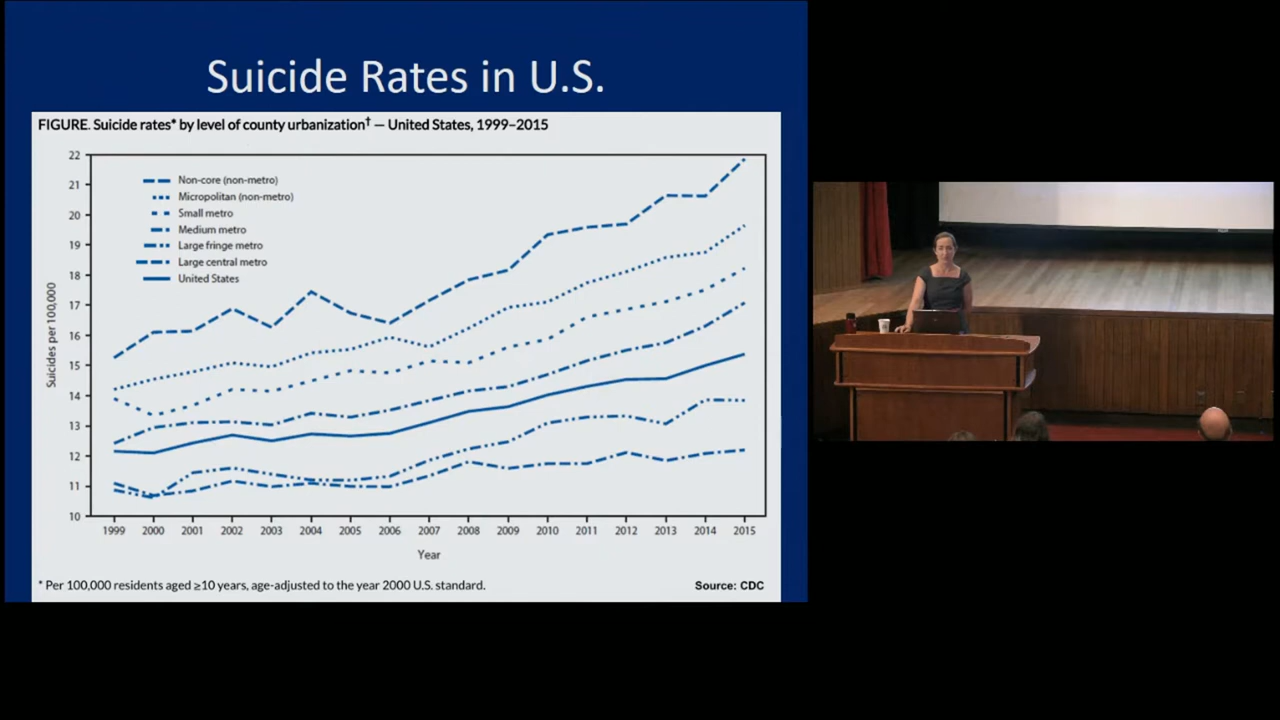 Suicide Rates in U.S.
FIGURE. Suicide rates* by level of county urbanization† — United States, 1999–2015
22
21
20
19
18
17
16
15
14
13
12
11
10
Suicides per 100,000
Non-core (non-metro)
Micropolitan (non-metro)
Small metro
Medium metro
Large fringe metro
Large central metro
United States
1999 2000 2001 2002 2003 2004 2005 2006 2007 2008 2009 2010 2011 2012 2013 2014 2015
Year
* Per 100,000 residents aged ≥10 years, age-adjusted to the year 2000 U.S. standard.
Source: CDC